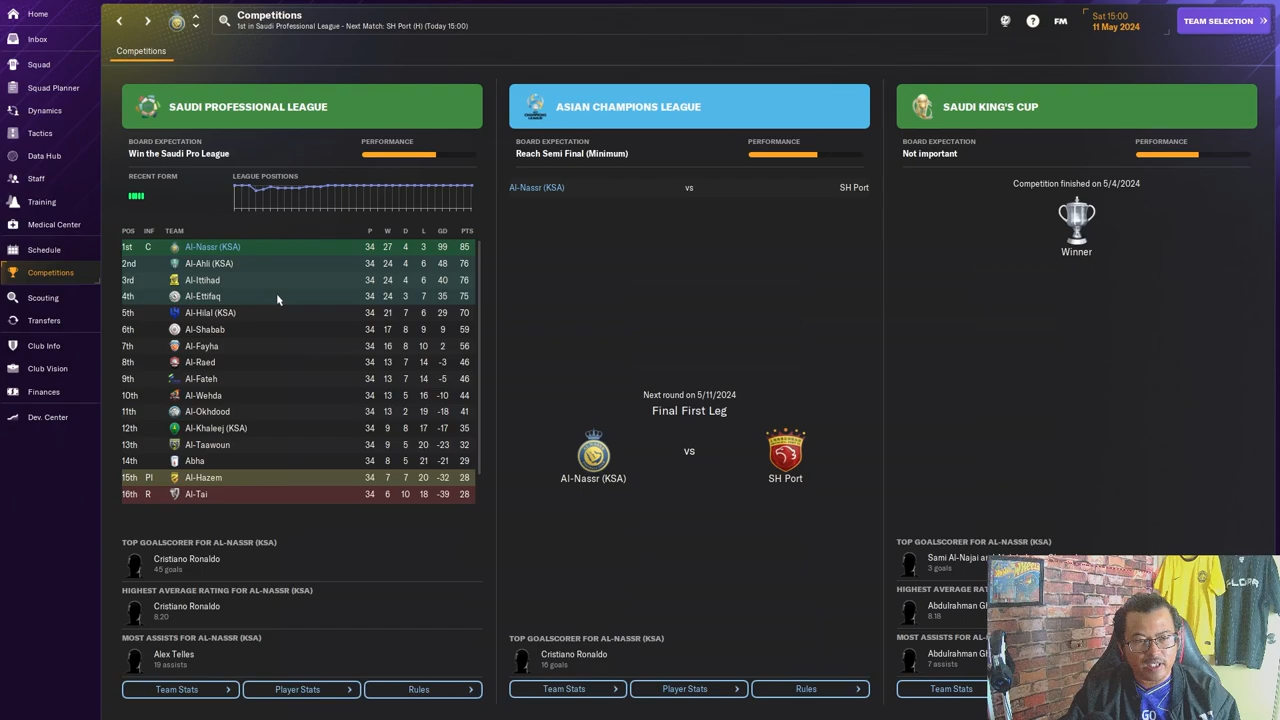 Home
Inbox
Squad
Squad Planner
Dynamics
Tactics
Data Hub
Staff
Training
Medical Center
Schedule
Competitions
Scouting
Transfers
Club Info
Club Vision
Finances
Dev. Center
Competitions
1st in Saudi Professional League - Next Match: SH Port (H) (Today 15:00)
FM
Sat 15:00
11 May 2024
TEAM SELECTION
Competitions
SAUDI PROFESSIONAL LEAGUE
BOARD EXPECTATION PERFORMANCE
Win the Saudi Pro League
RECENT FORM LEAGUE POSITIONS
POS INF TEAM P W D L GD PTS
1st C Al-Nassr (KSA) 34 27 4 3 99 85
2nd Al-Ahli (KSA) 34 24 4 6 48 76
3rd Al-Ittihad 34 24 4 6 40 76
4th Al-Ettifaq 34 24 3 7 35 75
5th Al-Hilal (KSA) 34 21 7 6 29 70
6th Al-Shabab 34 17 8 9 9 59
7th Al-Fayha 34 16 8 10 2 56
8th Al-Raed 34 13 7 14 -3 46
9th Al-Fateh 34 13 7 14 -5 46
10th Al-Wehda 34 13 5 16 -10 44
11th Al-Okhdood 34 13 2 19 -18 41
12th Al-Khaleej (KSA) 34 9 8 17 -17 35
13th Al-Taawoun 34 9 5 20 -23 32
14th Abha 34 8 5 21 -21 29
15th Pl Al-Hazem 34 7 7 20 -32 28
16th R Al-Tai 34 6 10 18 -39 28
TOP GOALSCORER FOR AL-NASSR (KSA)
Cristiano Ronaldo
45 goals
HIGHEST AVERAGE RATING FOR AL-NASSR (KSA)
Cristiano Ronaldo
8.20
MOST ASSISTS FOR AL-NASSR (KSA)
Alex Telles
19 assists
Team Stats Player Stats Rules
ASIAN CHAMPIONS LEAGUE
BOARD EXPECTATION PERFORMANCE
Reach Semi Final (Minimum)
Al-Nassr (KSA) vs SH Port
Next round on 5/11/2024
Final First Leg
vs
Al-Nassr (KSA) SH Port
TOP GOALSCORER FOR AL-NASSR (KSA)
Cristiano Ronaldo
16 goals
Team Stats Player Stats Rules
SAUDI KING'S CUP
BOARD EXPECTATION PERFORMANCE
Not important
Competition finished on 5/4/2024
Winner
TOP GOALSCORER FOR AL-NASSR (KSA)
Sami Al-Najai
3 goals
HIGHEST AVERAGE
Abdulrahman
8.18
MOST ASSISTS FOR AL-N
Abdulrahman
7 assists
Team Stats